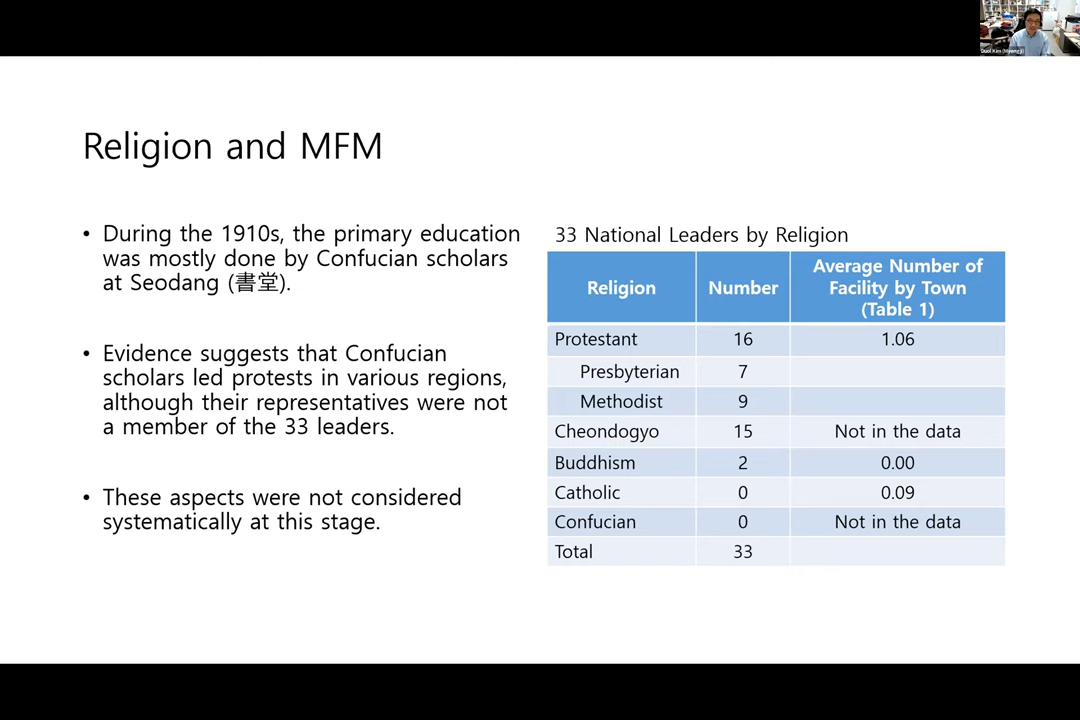 Duol Kim (Myongji)
Religion and MFM
• During the 1910s, the primary education
was mostly done by Confucian scholars
at Seodang (書堂).
• Evidence suggests that Confucian
scholars led protests in various regions,
although their representatives were not
a member of the 33 leaders.
• These aspects were not considered
systematically at this stage.
33 National Leaders by Religion
Religion Number Average Number of
Facility by Town
(Table 1)
Protestant 16 1.06
Presbyterian 7
Methodist 9
Cheondogyo 15 Not in the data
Buddhism 2 0.00
Catholic 0 0.09
Confucian 0 Not in the data
Total 33